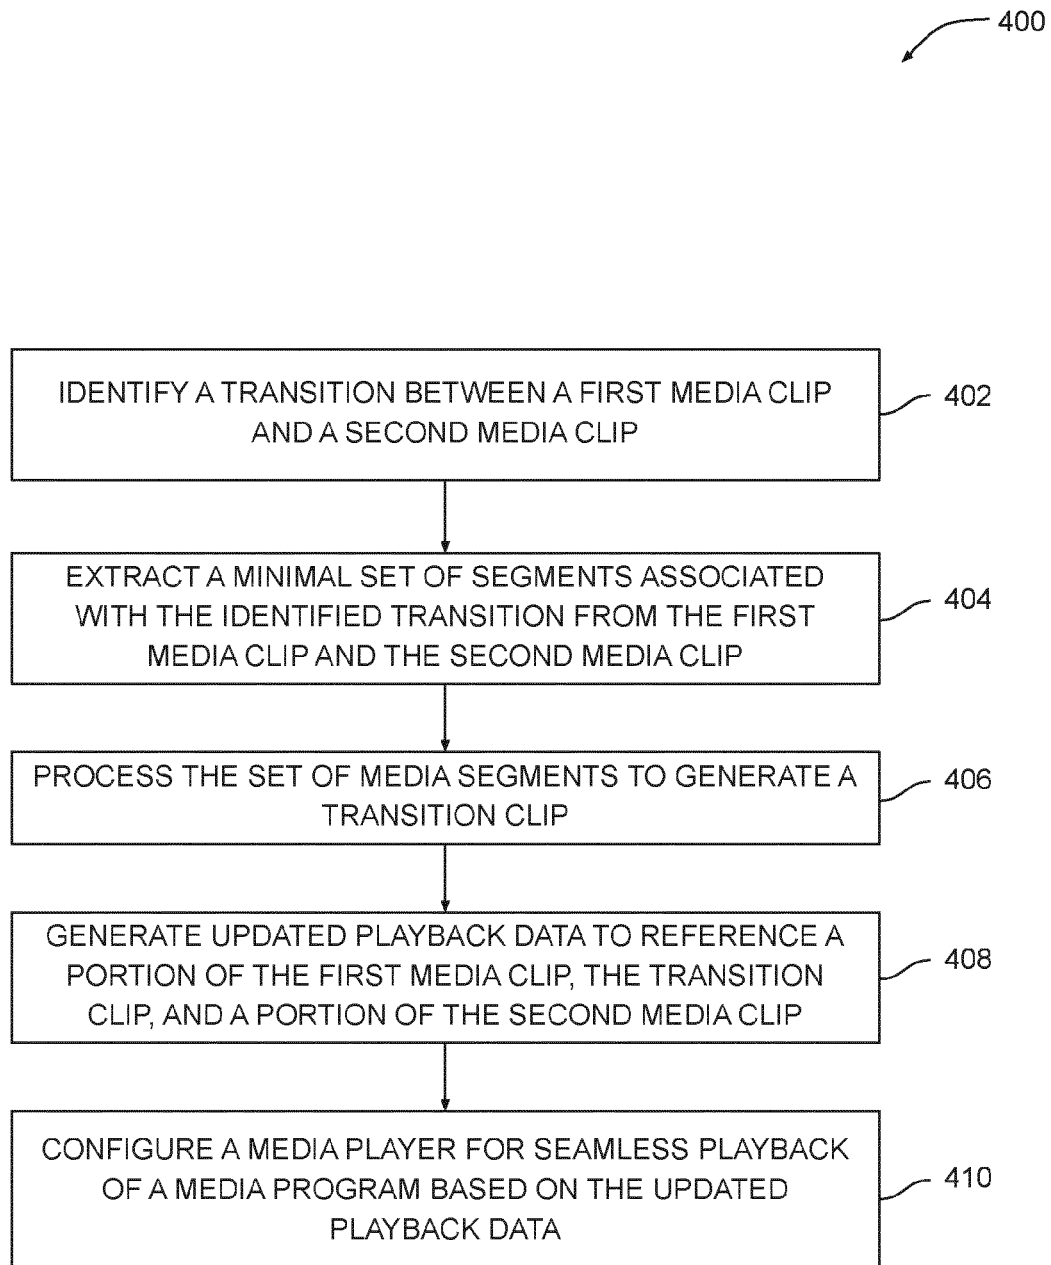 400
IDENTIFY A TRANSITION BETWEEN A FIRST MEDIA CLIP
AND A SECOND MEDIA CLIP
402
EXTRACT A MINIMAL SET OF SEGMENTS ASSOCIATED
WITH THE IDENTIFIED TRANSITION FROM THE FIRST
MEDIA CLIP AND THE SECOND MEDIA CLIP
404
PROCESS THE SET OF MEDIA SEGMENTS TO GENERATE A
TRANSITION CLIP
406
GENERATE UPDATED PLAYBACK DATA TO REFERENCE A
PORTION OF THE FIRST MEDIA CLIP, THE TRANSITION
CLIP, AND A PORTION OF THE SECOND MEDIA CLIP
408
CONFIGURE A MEDIA PLAYER FOR SEAMLESS PLAYBACK
OF A MEDIA PROGRAM BASED ON THE UPDATED
PLAYBACK DATA
410